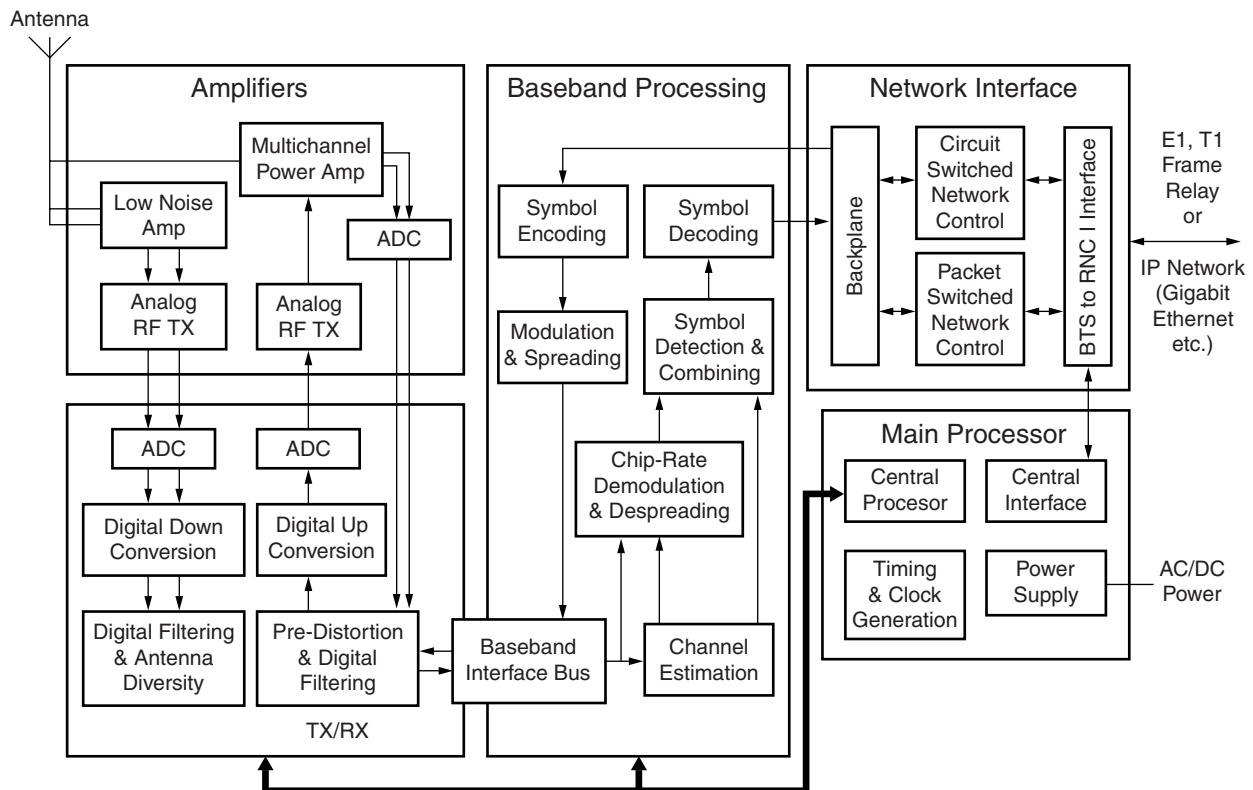 Antenna
Amplifiers
Multichannel
Power Amp
Low Noise
Amp
ADC
Analog
RF TX
Analog
RF TX
ADC
ADC
Digital Down
Conversion
Digital Up
Conversion
Digital Filtering
& Antenna
Diversity
Pre-Distortion
& Digital
Filtering
TX/RX
Baseband Processing
Symbol
Encoding
Symbol
Decoding
Modulation
& Spreading
Symbol
Detection &
Combining
Chip-Rate
Demodulation
& Despreading
Baseband
Interface Bus
Channel
Estimation
Network Interface
Backplane
Circuit
Switched
Network
Control
Packet
Switched
Network
Control
BTS to RNC I Interface
E1, T1
Frame
Relay
or
IP Network
(Gigabit
Ethernet
etc.)
Main Processor
Central
Procesor
Central
Interface
Timing
& Clock
Generation
Power
Supply
AC/DC
Power